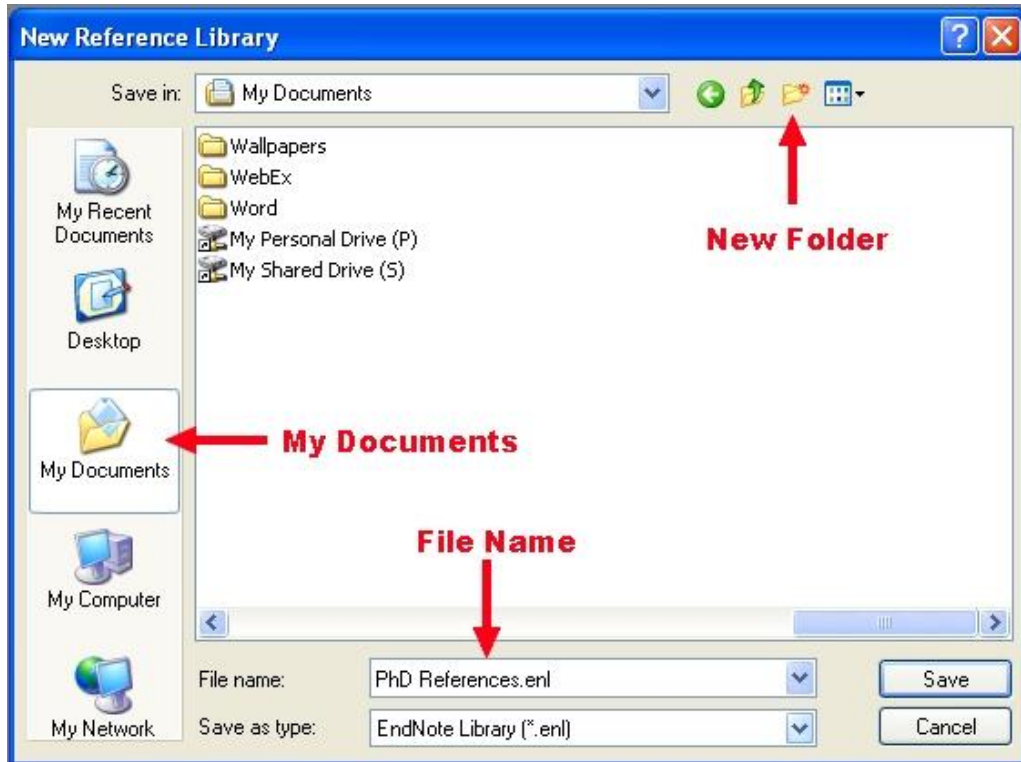 New Reference Library
?
Save in:
My Documents
Wallpapers
WebEx
Word
My Personal Drive (P)
My Shared Drive (S)
New Folder
My Recent
Documents
Desktop
My Documents
My Documents
My Computer
My Network
File Name
File name:
PhD References.enl
Save
Save as type:
EndNote Library (*.enl)
Cancel